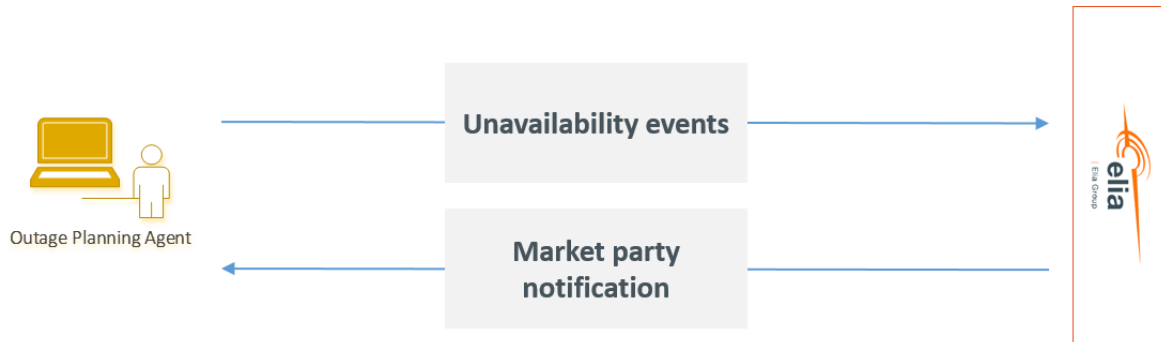 Unavailability events
Outage Planning Agent
Market party
notification
elia
Elia Group